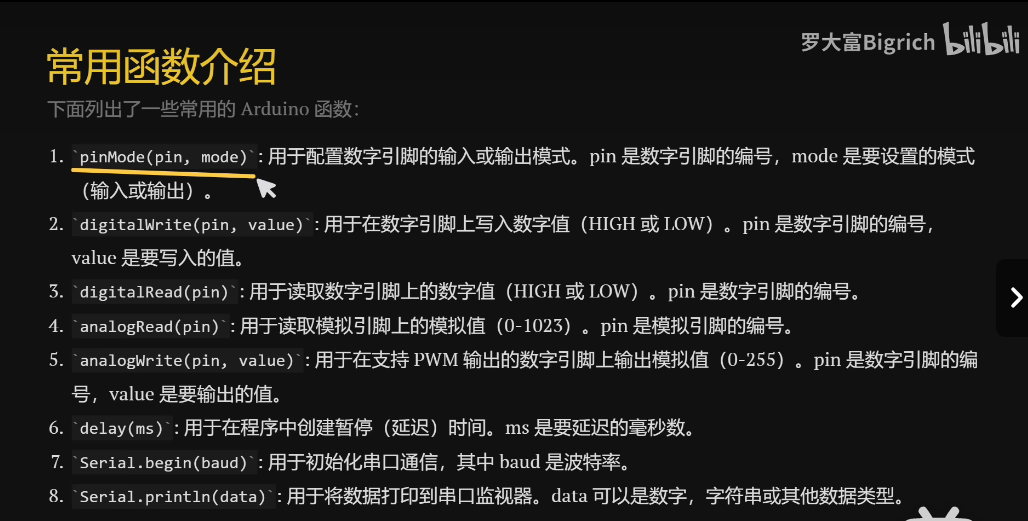 罗大富Bigrich bilibili
常用函数介绍
下面列出了一些常用的 Arduino 函数：
1. `pinMode(pin, mode)`: 用于配置数字引脚的输入或输出模式。pin 是数字引脚的编号，mode 是要设置的模式
（输入或输出）。
2. `digitalWrite(pin, value)`: 用于在数字引脚上写入数字值（HIGH 或 LOW）。pin 是数字引脚的编号，
value 是要写入的值。
3. `digitalRead(pin)`: 用于读取数字引脚上的数字值（HIGH 或 LOW）。pin 是数字引脚的编号。
4. `analogRead(pin)`: 用于读取模拟引脚上的模拟值（0-1023）。pin 是模拟引脚的编号。
5. `analogWrite(pin, value)`: 用于在支持 PWM 输出的数字引脚上输出模拟值（0-255）。pin 是数字引脚的编
号，value 是要输出的值。
6. `delay(ms)`: 用于在程序中创建暂停（延迟）时间。ms 是要延迟的毫秒数。
7. `Serial.begin(baud)`: 用于初始化串口通信，其中 baud 是波特率。
8. `Serial.println(data)`: 用于将数据打印到串口监视器。data 可以是数字，字符串或其他数据类型。